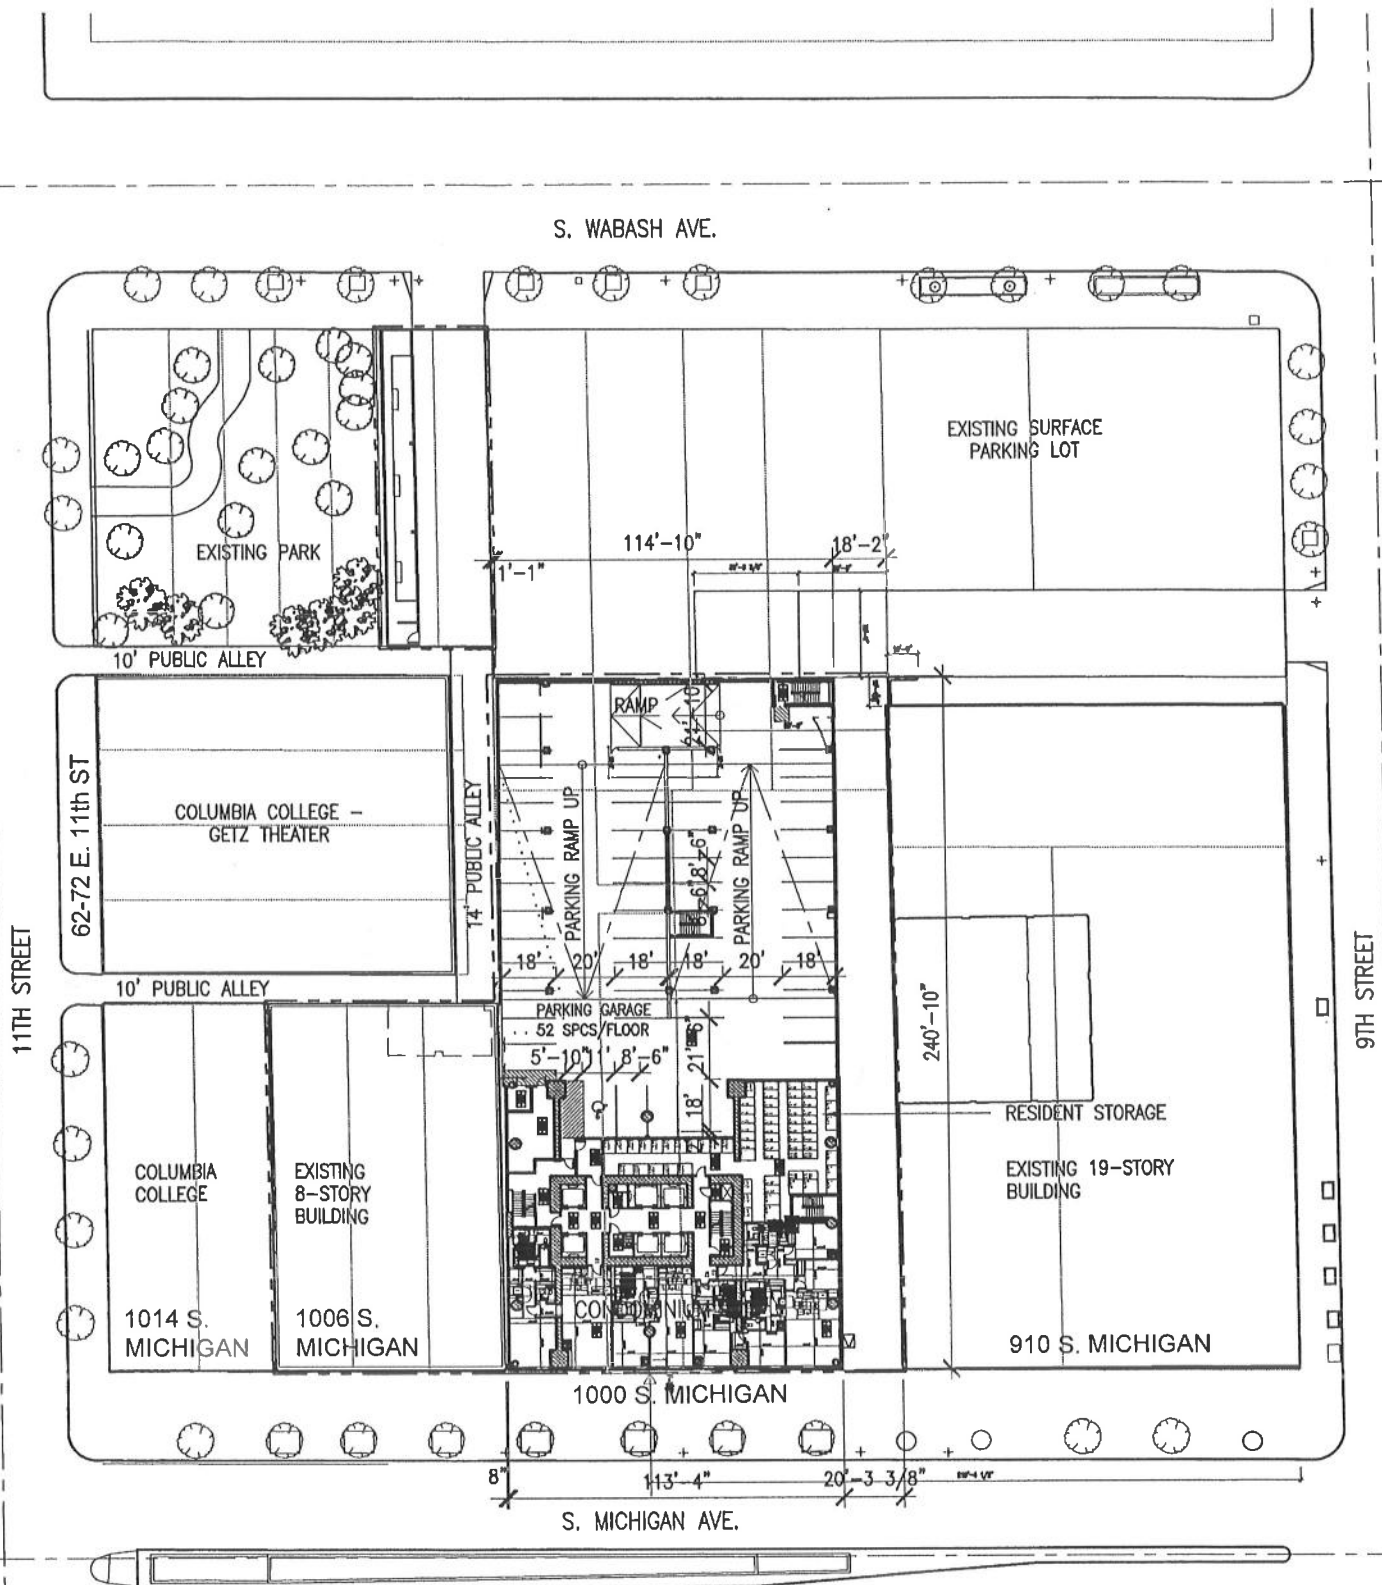 S. WABASH AVE.
EXISTING SURFACE
PARKING LOT
EXISTING PARK
114'-10"
18'-2"
1'-1"
10' PUBLIC ALLEY
RAMP
62-72 E. 11th ST
COLUMBIA COLLEGE -
GETZ THEATER
14' PUBLIC ALLEY
PARKING RAMP UP
PARKING RAMP UP
18'
20'
18'
18'
20'
18'
11TH STREET
9TH STREET
10' PUBLIC ALLEY
PARKING GARAGE
52 SPCS/FLOOR
240'-10"
5'-10"
11'
8'-6"
21'-6"
18'
RESIDENT STORAGE
COLUMBIA
COLLEGE
EXISTING
8-STORY
BUILDING
EXISTING 19-STORY
BUILDING
CONDOMINIUM
1014 S.
MICHIGAN
1006 S.
MICHIGAN
910 S. MICHIGAN
1000 S. MICHIGAN
8"
113'-4"
20'-3 3/8"
S. MICHIGAN AVE.